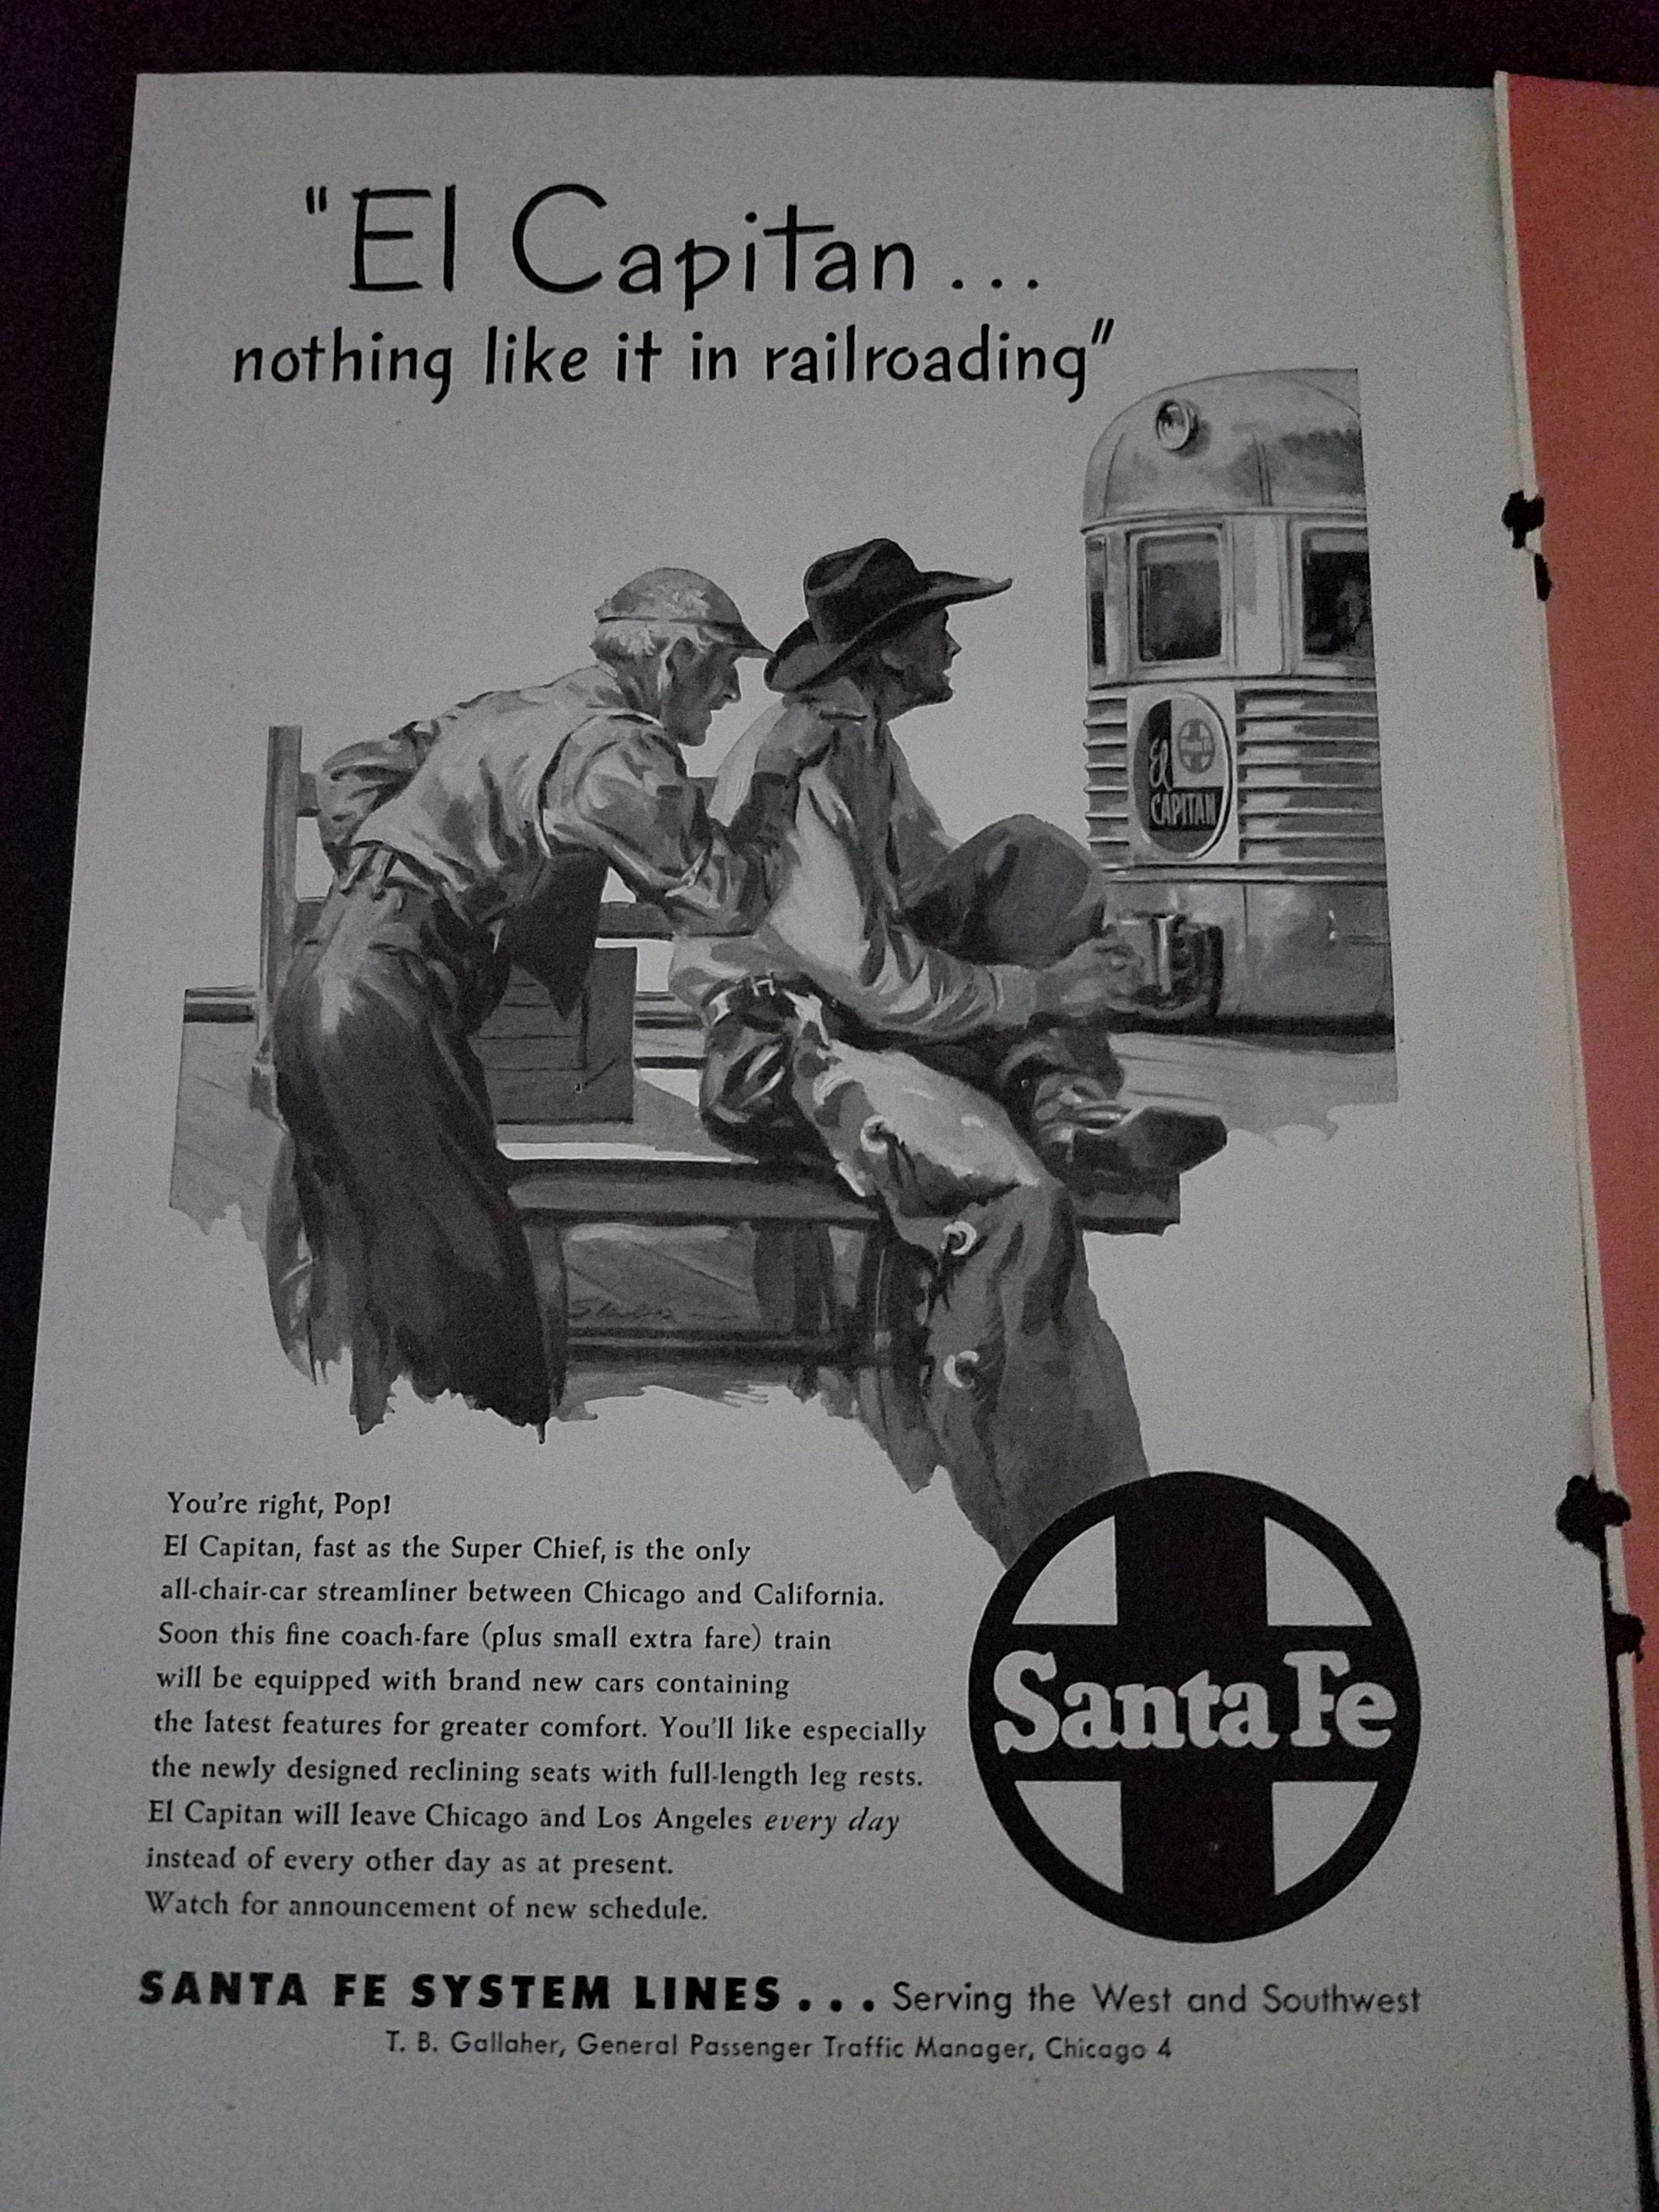 "El Capitan...
nothing like it in railroading"
El
Santa Fe
CAPITAN
You're right, Pop!
El Capitan, fast as the Super Chief, is the only
all-chair-car streamliner between Chicago and California.
Soon this fine coach-fare (plus small extra fare) train
will be equipped with brand new cars containing
the latest features for greater comfort. You'll like especially
the newly designed reclining seats with full-length leg rests.
El Capitan will leave Chicago and Los Angeles every day
instead of every other day as at present.
Watch for announcement of new schedule.
Santa Fe
SANTA FE SYSTEM LINES... Serving the West and Southwest
T. B. Gallaher, General Passenger Traffic Manager, Chicago 4